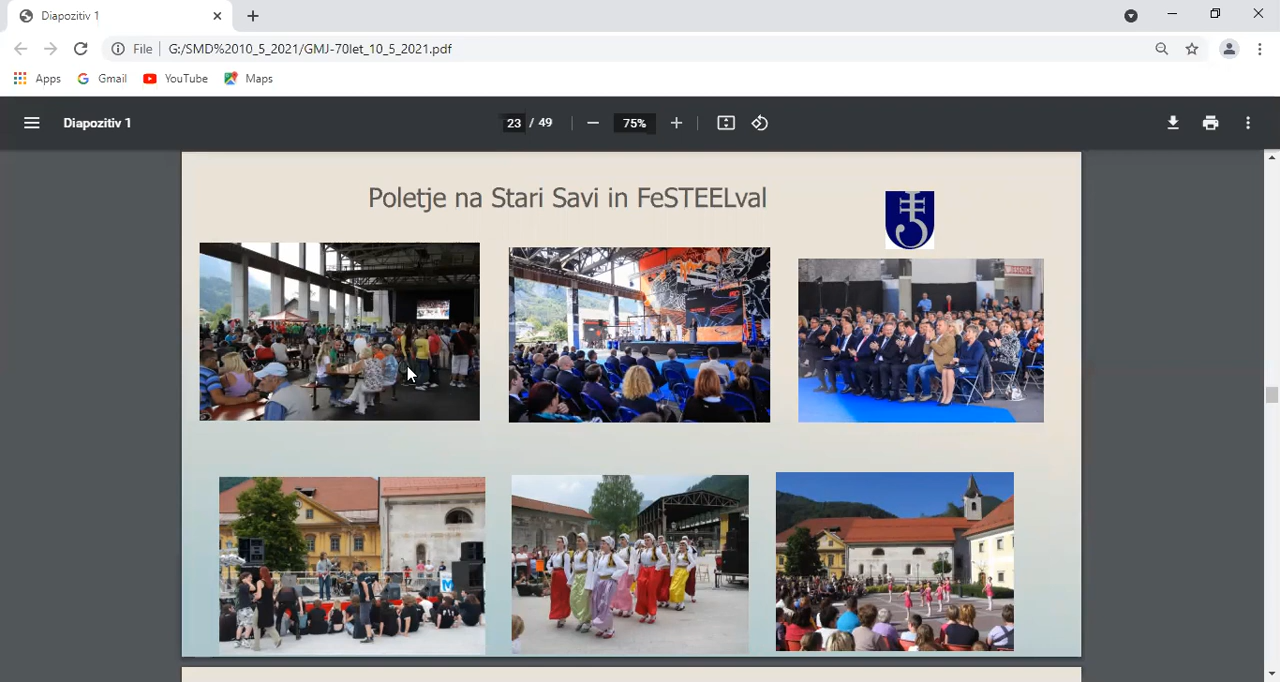 Diapozitiv 1
File G:/SMD%2010_5_2021/GMJ-70let_10_5_2021.pdf
Apps Gmail YouTube Maps
Diapozitiv 1 23 / 49 75%
Poletje na Stari Savi in FeSTEELval